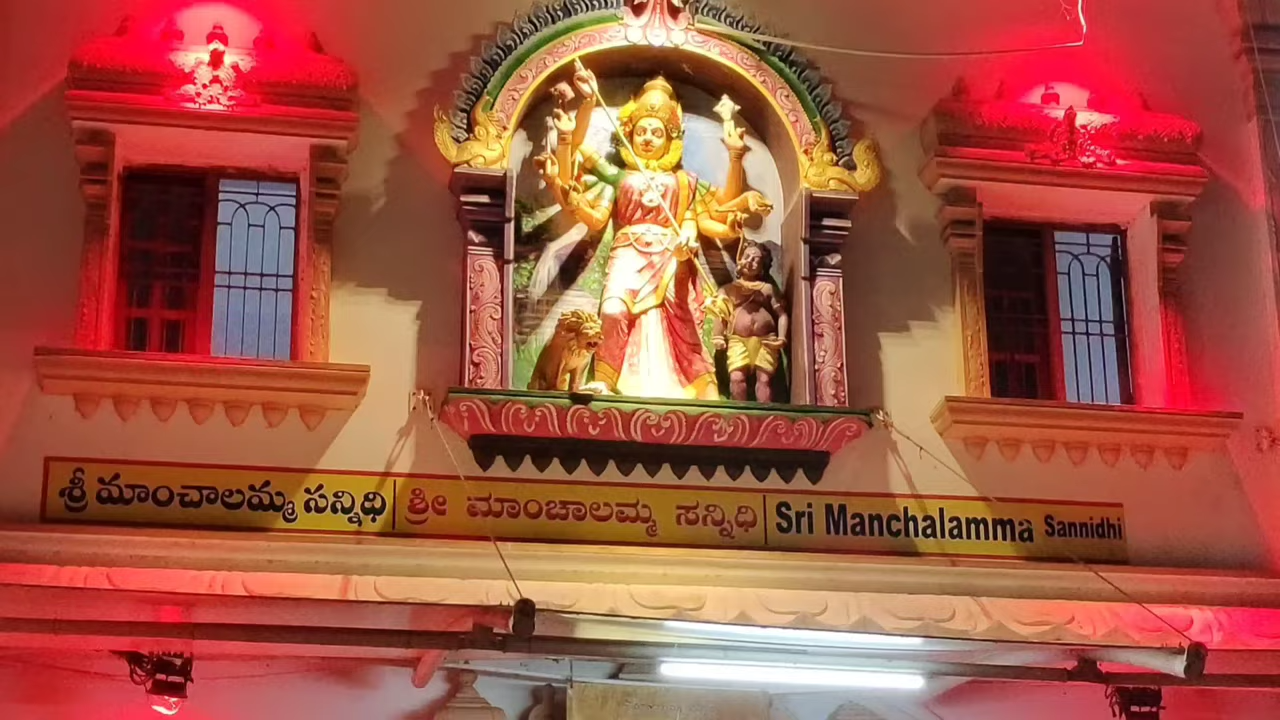 శ్రీ మాంచాలమ్మ సన్నిధి
ಶ್ರೀ ಮಾಂಚಾಲಮ್ಮ ಸನ್ನಿಧಿ
Sri Manchalamma Sannidhi